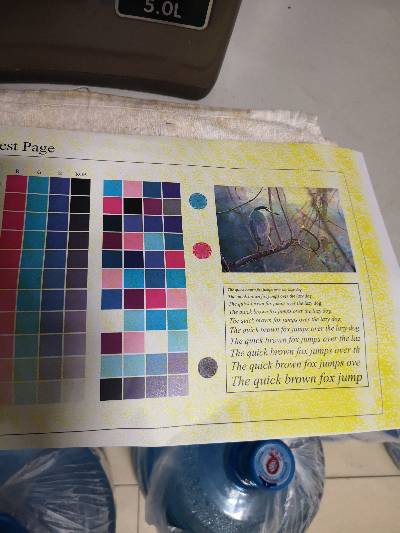 5.0L
est Page
R G
The quick brown fox jumps over the lazy dog.
The quick brown fox jumps over the lazy dog.
The quick brown fox jumps over the lazy dog.
The quick brown fox jumps over the lazy dog.
The quick brown fox jumps over the lazy dog.
The quick brown fox jumps over the lazy dog
The quick brown fox jumps over the laz
The quick brown fox jumps over th
The quick brown fox jumps ove
The quick brown fox jump